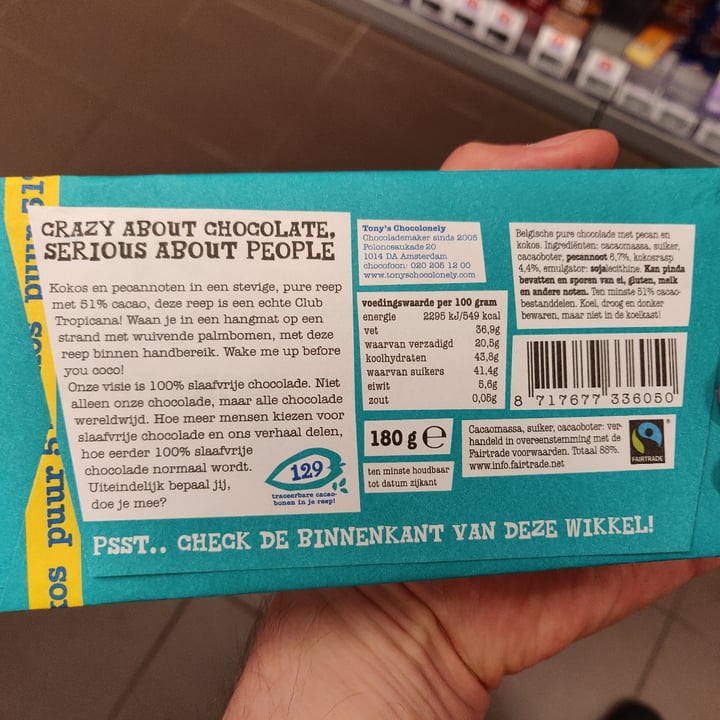 CRAZY ABOUT CHOCOLATE,
SERIOUS ABOUT PEOPLE
Kokos en pecannoten in een stevige, pure reep
met 51% cacao, deze reep is een echte Club
Tropicana! Waan je in een hangmat op een
strand met wuivende palmbomen, met deze
reep binnen handbereik. Wake me up before
you coco!
Onze visie is 100% slaafvrije chocolade. Niet
alleen onze chocolade, maar alle chocolade
wereldwijd. Hoe meer mensen kiezen voor
slaafvrije chocolade en ons verhaal delen,
hoe eerder 100% slaafvrije
chocolade normaal wordt.
Uiteindelijk bepaal jij,
doe je mee?
129
traceerbare cacao-
bonen in je reep!
Tony's Chocolonely
Chocolademaker sinds 2005
Polonceaukade 20
1014 DA Amsterdam
chocofoon: 020 205 12 00
www.tonyschocolonely.com
voedingswaarde per 100 gram
energie 2295 kJ/549 kcal
vet 36,9g
waarvan verzadigd 20,5g
koolhydraten 43,8g
waarvan suikers 41,4g
eiwit 5,6g
zout 0,05g
180 g e
ten minste houdbaar
tot datum zijkant
Belgische pure chocolade met pecan en
kokos. Ingrediënten: cacaomassa, suiker,
cacaoboter, pecannoot 6,7%, kokosrasp
4,4%, emulgator: sojalecithine. Kan pinda
bevatten en sporen van ei, gluten, melk
en andere noten. Ten minste 51% cacao-
bestanddelen. Koel, droog en donker
bewaren, maar niet in de koelkast!
8 717677 336050
Cacaomassa, suiker, cacaoboter: ver-
handeld in overeenstemming met de
Fairtrade voorwaarden. Totaal 88%.
www.info.fairtrade.net
FAIRTRADE
PSST.. CHECK DE BINNENKANT VAN DEZE WIKKEL!
kos puur 5
kos puur 51%